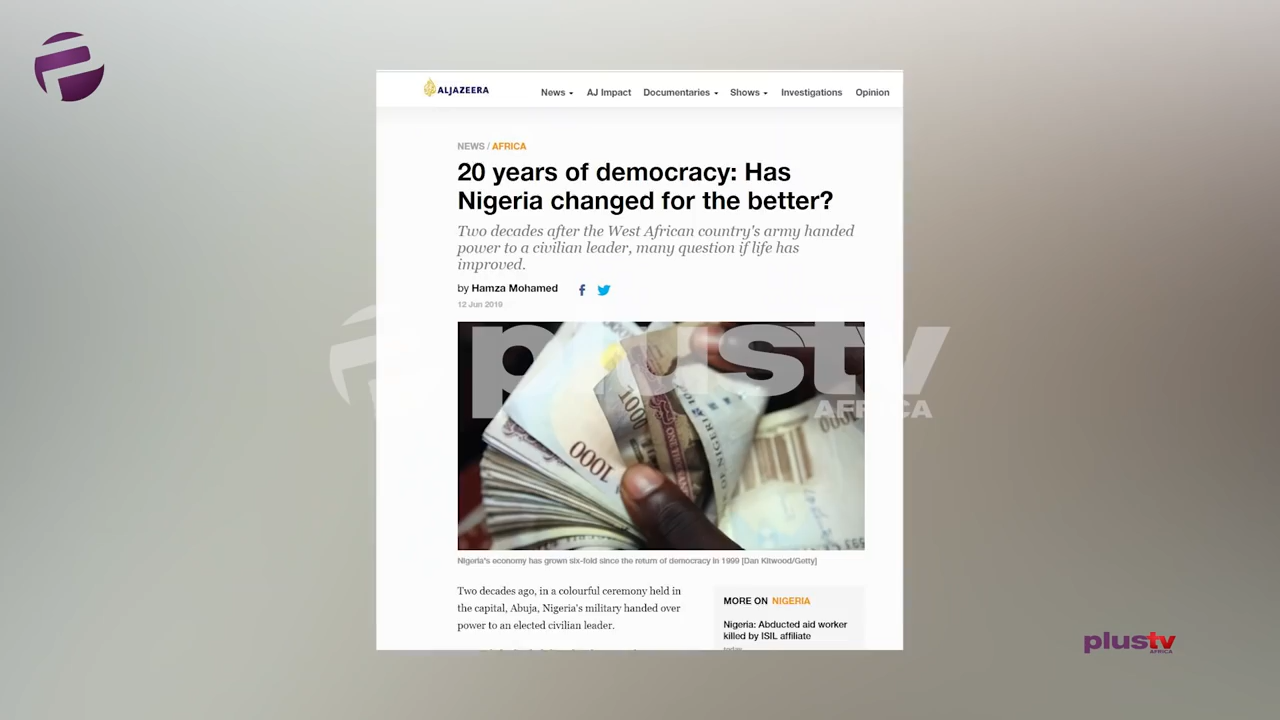 ALJAZEERA
News AJ Impact Documentaries Shows Investigations Opinion
NEWS / AFRICA
20 years of democracy: Has
Nigeria changed for the better?
Two decades after the West African country's army handed
power to a civilian leader, many question if life has
improved.
by Hamza Mohamed
12 Jun 2019
plustv
AFRICA
1000
1000
000
Nigeria's economy has grown six-fold since the return of democracy in 1999 [Dan Kitwood/Getty]
Two decades ago, in a colourful ceremony held in
the capital, Abuja, Nigeria's military handed over
power to an elected civilian leader.
MORE ON NIGERIA
Nigeria: Abducted aid worker
killed by ISIL affiliate
today
plustv
AFRICA